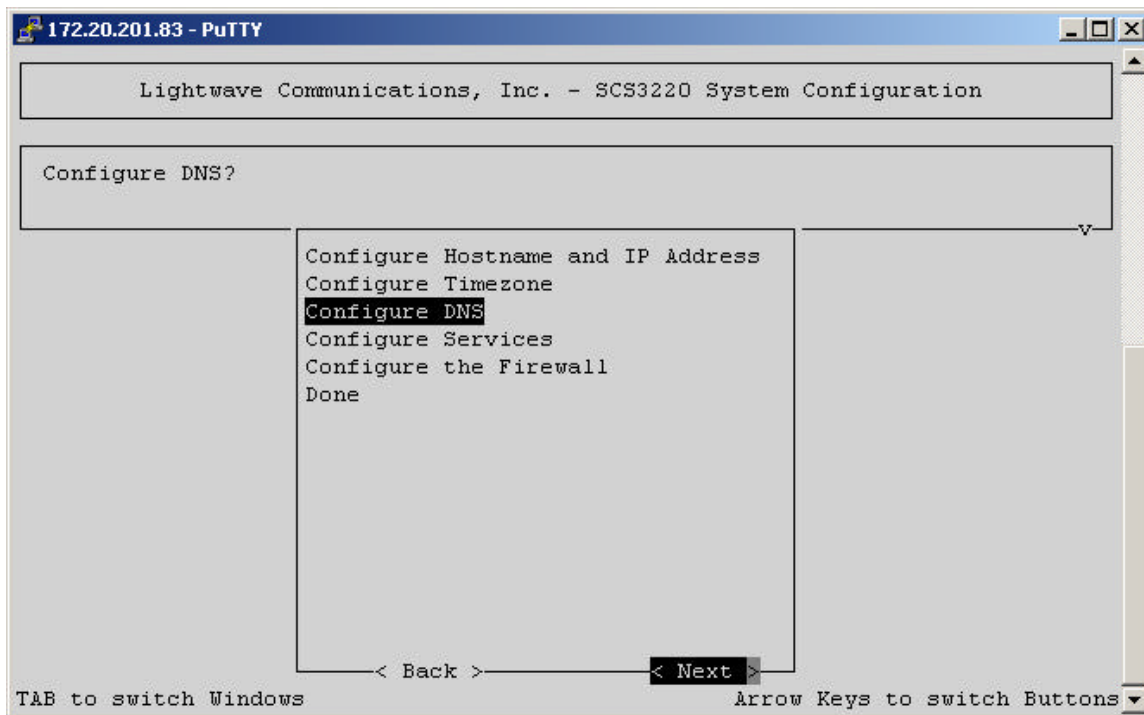 172.20.201.83 - PuTTY
Lightwave Communications, Inc. - SCS3220 System Configuration
Configure DNS?
v
Configure Hostname and IP Address
Configure Timezone
Configure DNS
Configure Services
Configure the Firewall
Done
< Back > < Next >
TAB to switch Windows Arrow Keys to switch Buttons